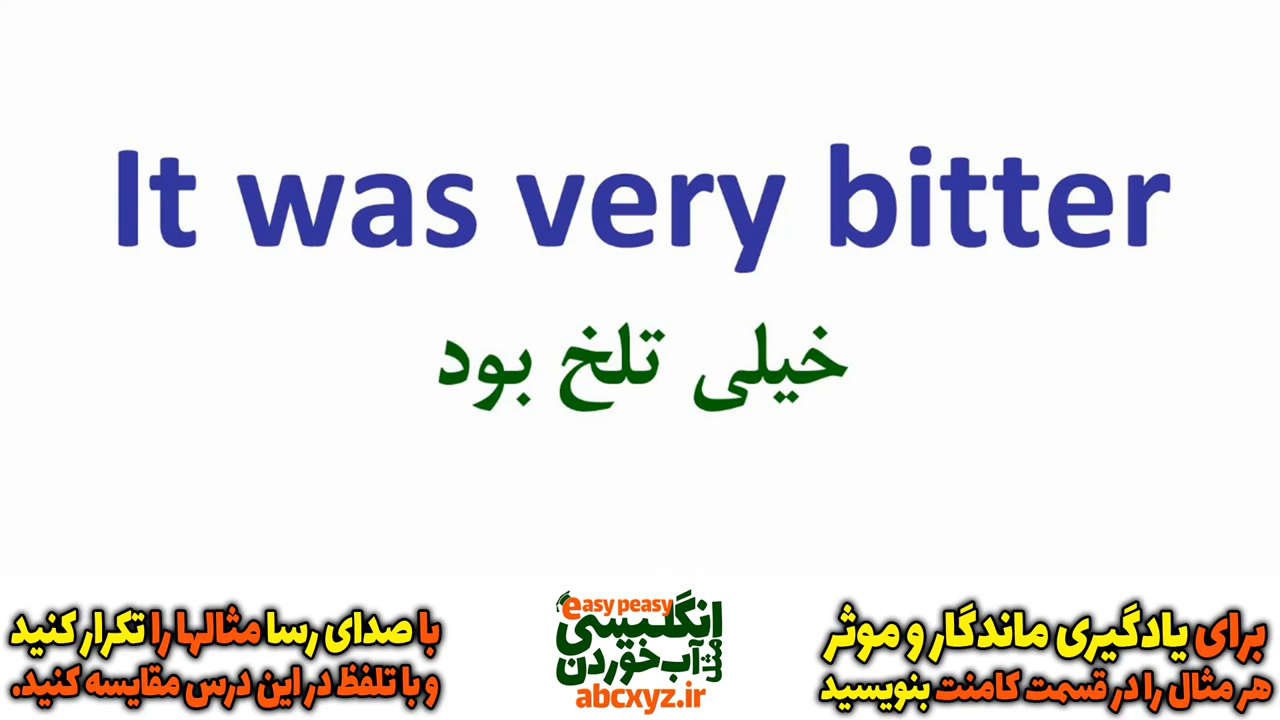 It was very bitter
خیلی تلخ بود
برای یادگیری ماندگار و موثر
هر مثال را در قسمت کامنت بنویسید
easy peasy
انگلیسی
مثل آب خوردن
abcxyz.ir
با صدای رسا مثالها را تکرار کنید
و با تلفظ در این درس مقایسه کنید.